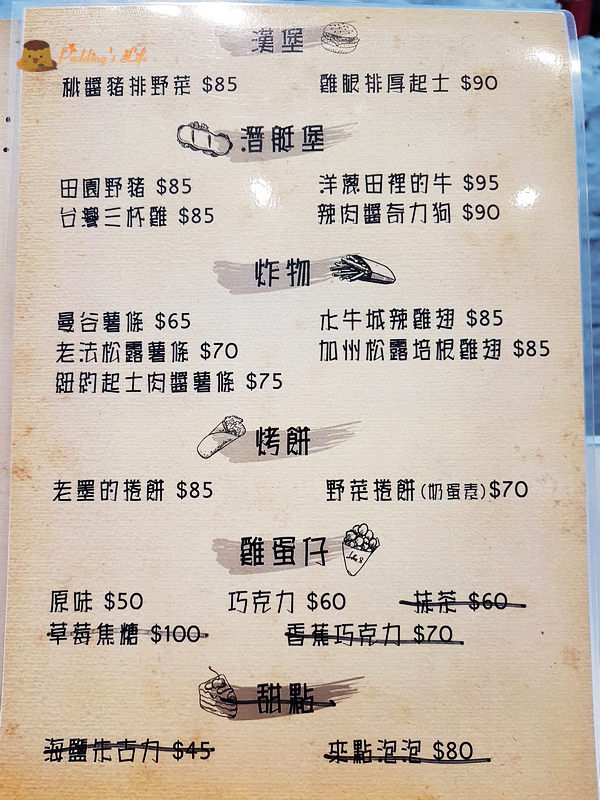 Pudding's Life
漢堡
秘醬豬排野菜 $85 雞腿排厚起士 $90
潛艇堡
田園野豬 $85 洋蔥田裡的牛 $95
台灣三杯雞 $85 辣肉醬奇力狗 $90
炸物
曼谷薯條 $65 水牛城辣雞翅 $85
老法松露薯條 $70 加州松露培根雞翅 $85
紐約起士肉醬薯條 $75
烤餅
老墨的捲餅 $85 野菜捲餅(奶蛋素)$70
雞蛋仔
原味 $50 巧克力 $60 抹茶 $60
草莓焦糖 $100 香蕉巧克力 $70
甜點
海鹽朱古力 $45 來點泡泡 $80